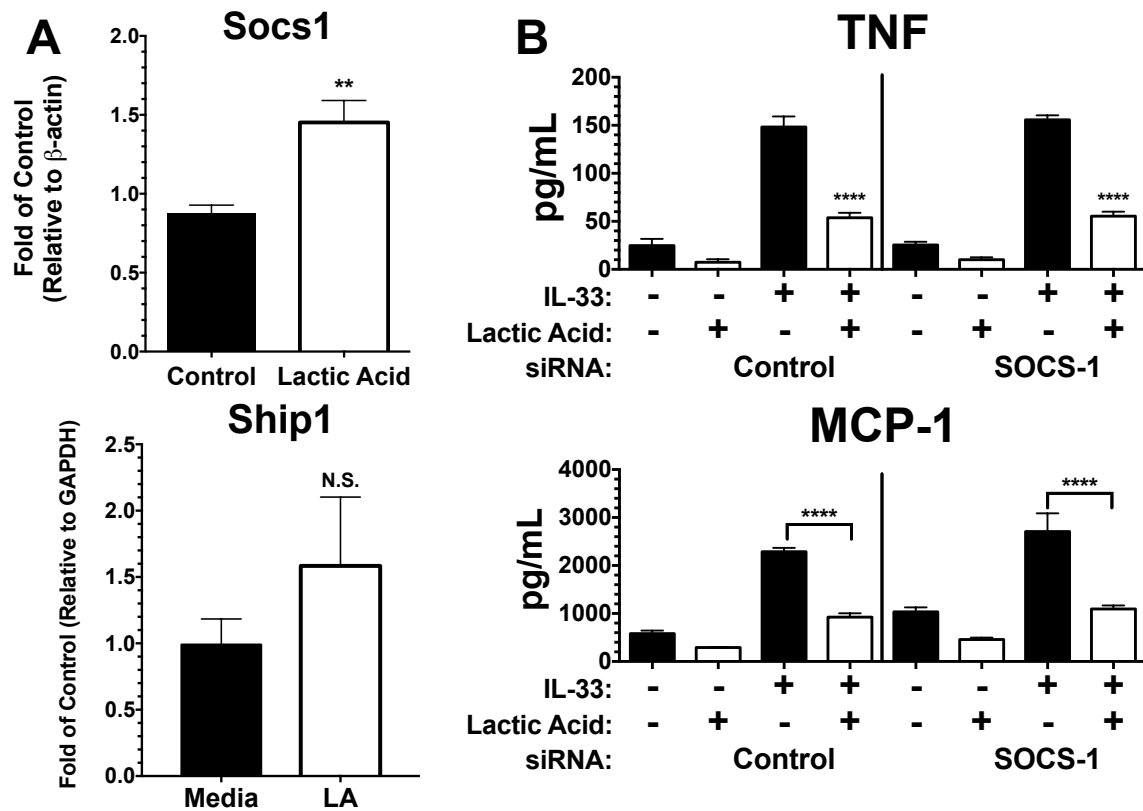 A
Socs1
Fold of Control
(Relative to β-actin)
2.0
1.5
1.0
0.5
0.0
**
Control Lactic Acid
Ship1
Fold of Control (Relative to GAPDH)
2.5
2.0
1.5
1.0
0.5
0.0
N.S.
Media LA
B
TNF
pg/mL
200
150
100
50
0
**** ****
IL-33: - - + + - - + +
Lactic Acid: - + - + - + - +
siRNA: Control SOCS-1
MCP-1
pg/mL
4000
3000
2000
1000
0
**** ****
IL-33: - - + + - - + +
Lactic Acid: - + - + - + - +
siRNA: Control SOCS-1